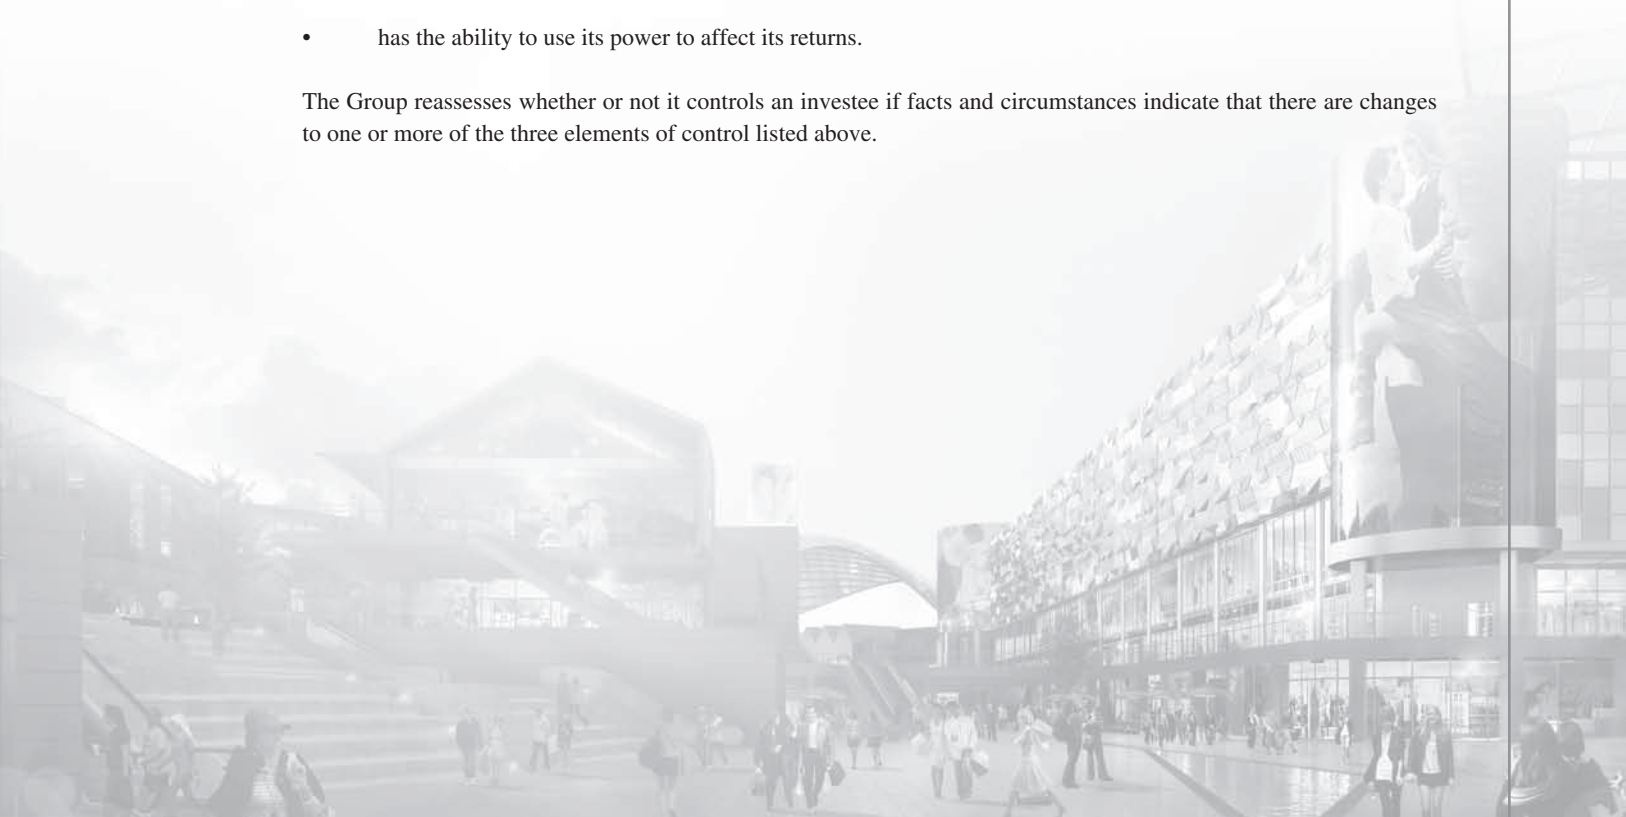 • has the ability to use its power to affect its returns.
The Group reassesses whether or not it controls an investee if facts and circumstances indicate that there are changes
to one or more of the three elements of control listed above.